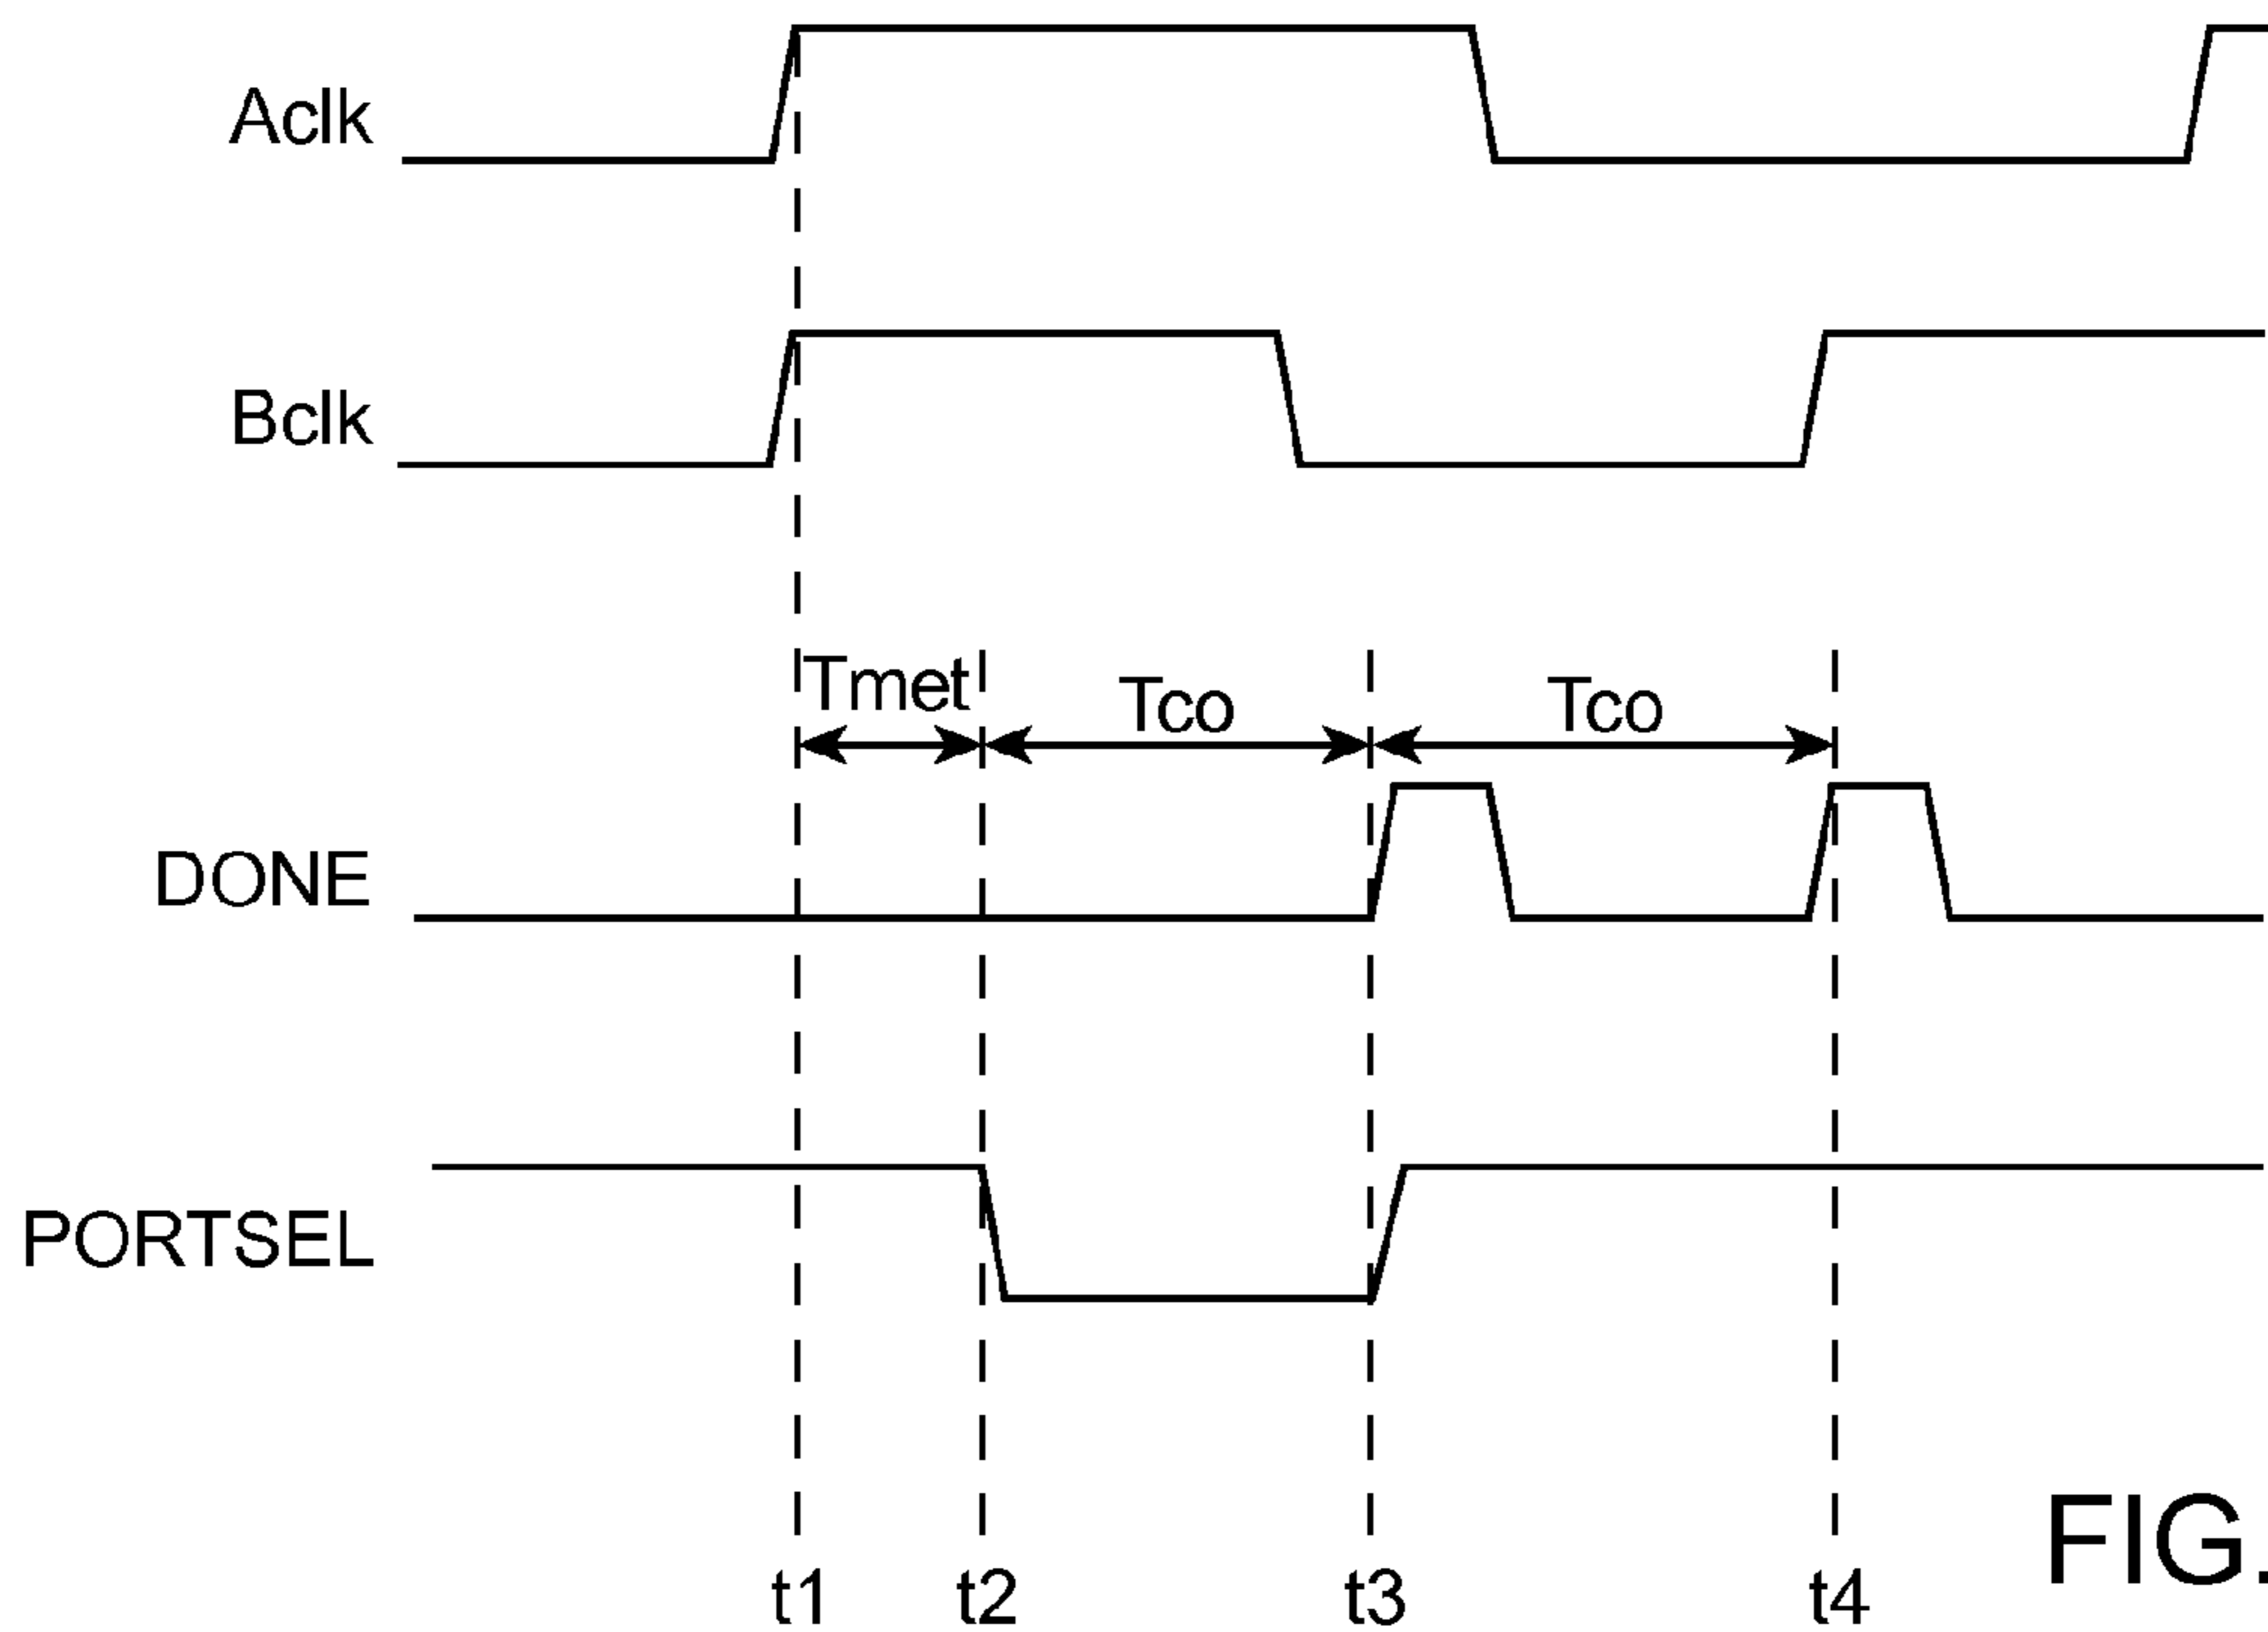 Aclk
Bclk
Tmet Tco Tco
DONE
PORTSEL
t1 t2 t3 t4
FIG.